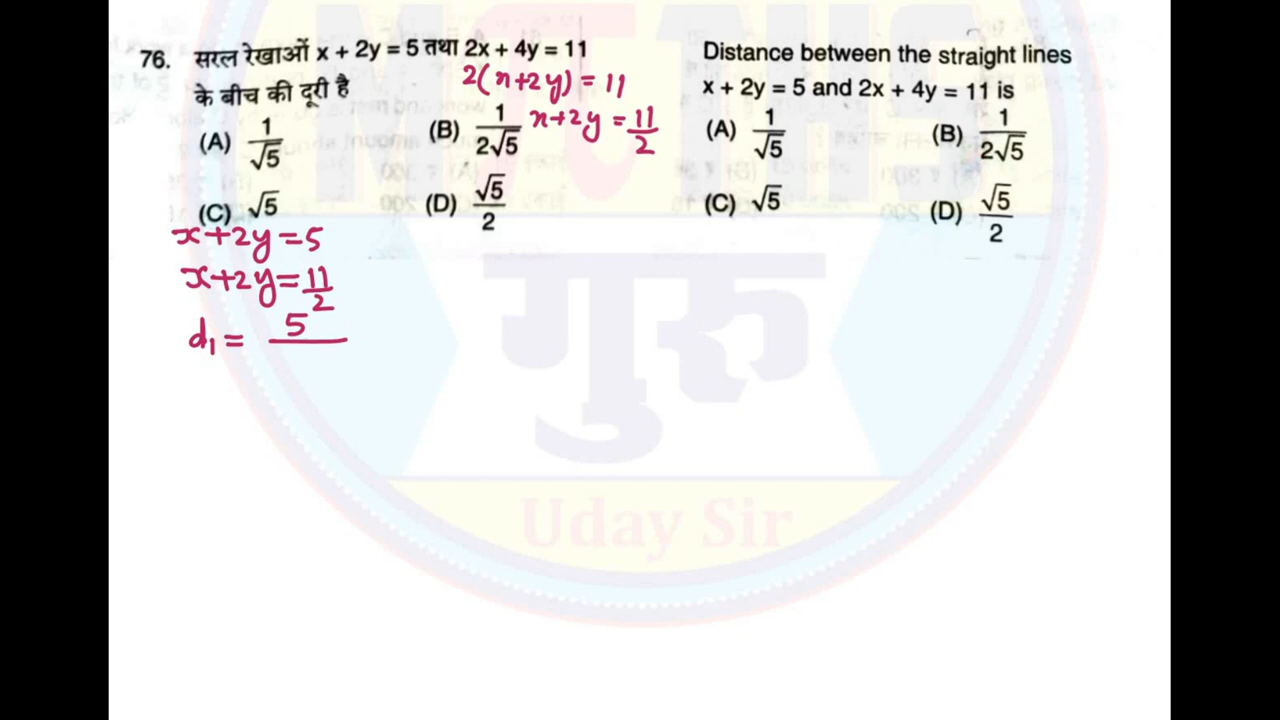 76. सरल रेखाओं x + 2y = 5 तथा 2x + 4y = 11
के बीच की दूरी है
2(x+2y) = 11
x+2y = 11/2
(A) 1/√5 (B) 1/2√5
(C) √5 (D) √5/2
x+2y=5
x+2y=11/2
d₁ = 5
Distance between the straight lines
x + 2y = 5 and 2x + 4y = 11 is
(A) 1/√5 (B) 1/2√5
(C) √5 (D) √5/2
गुरु
Uday Sir